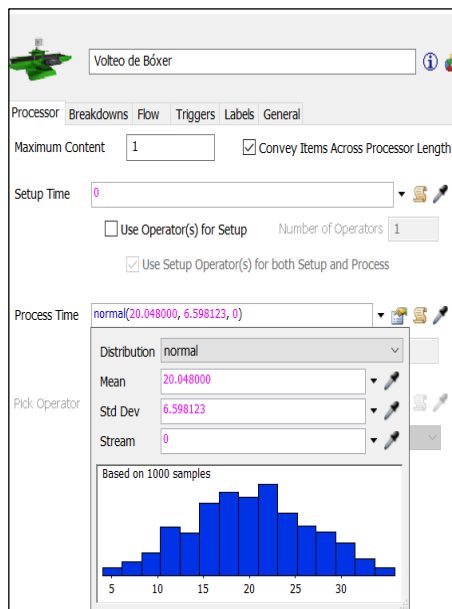 Volteo de Bóxer
Processor Breakdowns Flow Triggers Labels General
Maximum Content 1 Convey Items Across Processor Length
Setup Time 0
Use Operator(s) for Setup Number of Operators 1
Use Setup Operator(s) for both Setup and Process
Process Time normal(20.048000, 6.598123, 0)
Distribution normal
Mean 20.048000
Pick Operator
Std Dev 6.598123
Stream 0
Based on 1000 samples
5 10 15 20 25 30